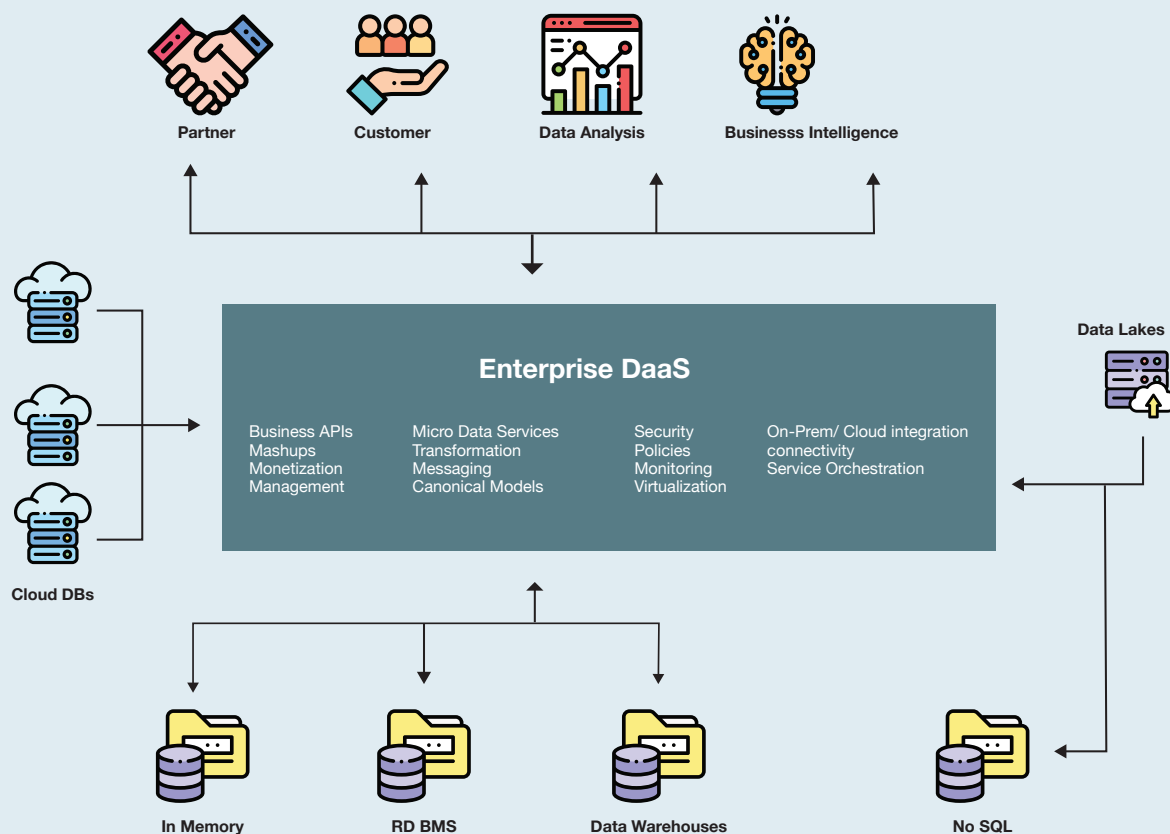 Partner
Customer
Data Analysis
Businesss Intelligence
Data Lakes
Enterprise DaaS
Business APIs
Mashups
Monetization
Management
Micro Data Services
Transformation
Messaging
Canonical Models
Security
Policies
Monitoring
Virtualization
On-Prem/ Cloud integration
connectivity
Service Orchestration
Cloud DBs
In Memory
RD BMS
Data Warehouses
No SQL